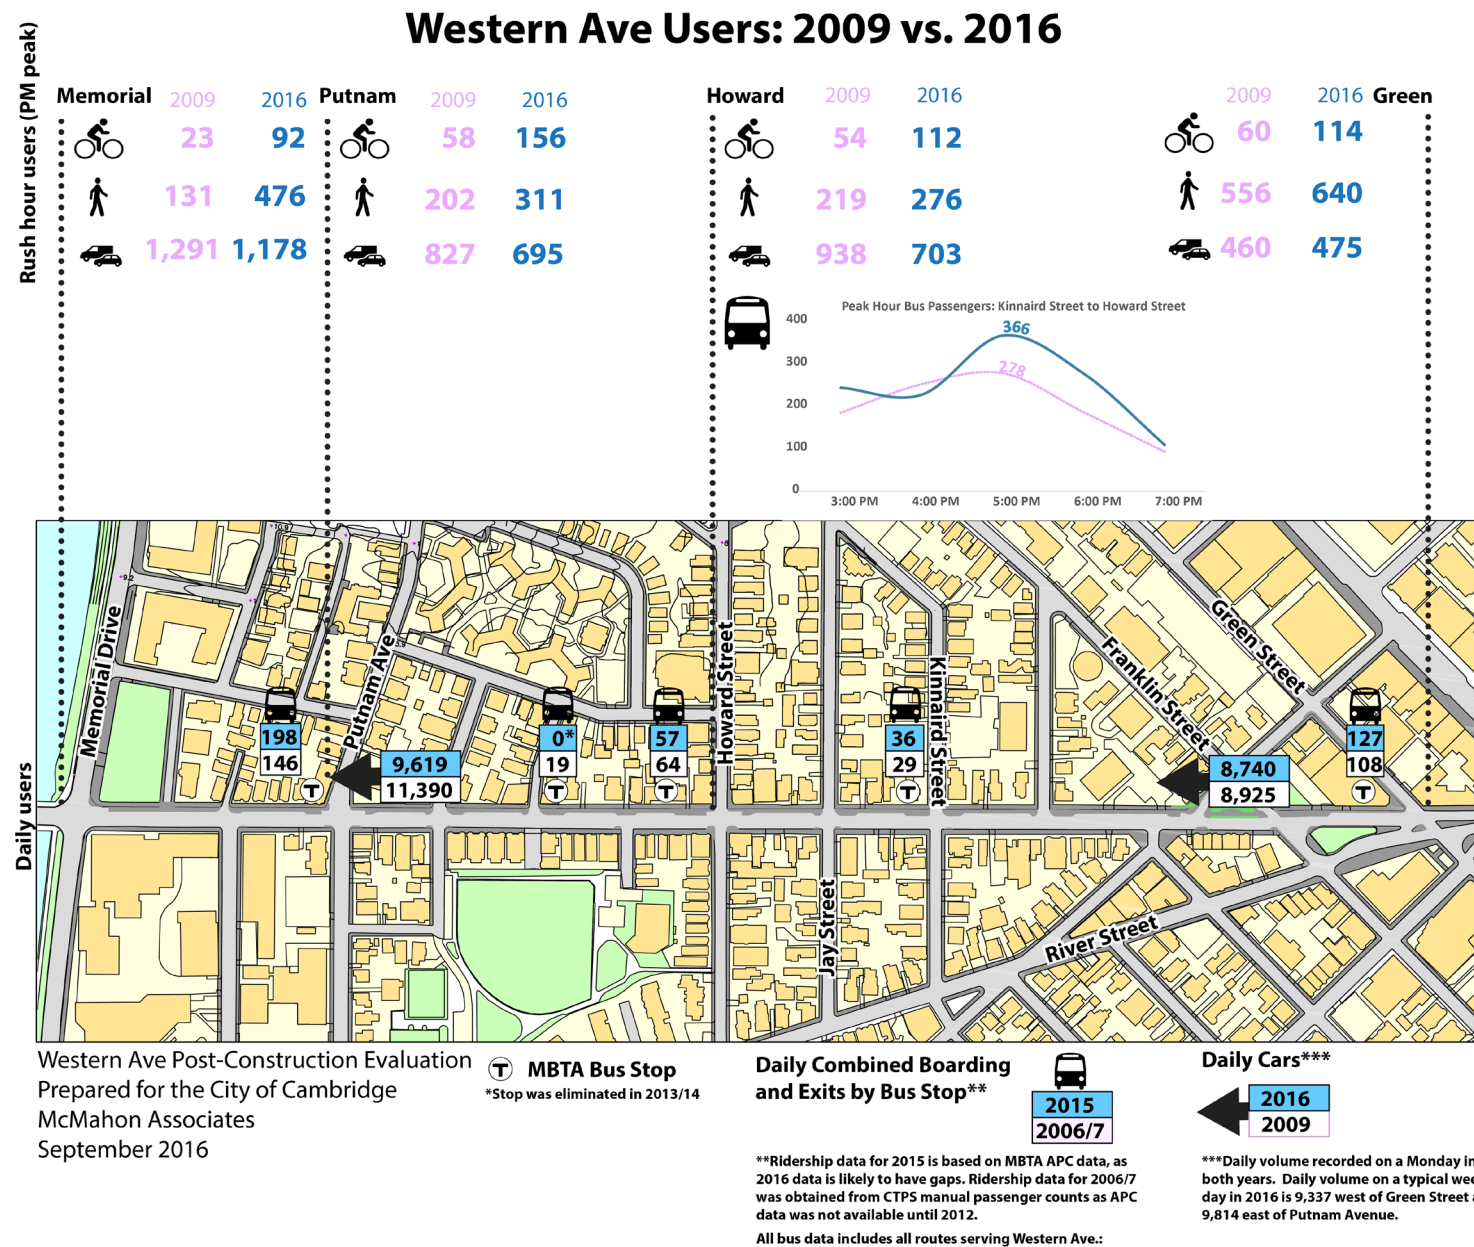 Western Ave Users: 2009 vs. 2016
Rush hour users (PM peak)
Memorial 2009 2016
23 92
131 476
1,291 1,178
Putnam 2009 2016
58 156
202 311
827 695
Howard 2009 2016
54 112
219 276
938 703
2009 2016 Green
60 114
556 640
460 475
Peak Hour Bus Passengers: Kinnaird Street to Howard Street
400
300
200
100
0
366
278
3:00 PM 4:00 PM 5:00 PM 6:00 PM 7:00 PM
Daily users
Memorial Drive
Putnam Ave
Howard Street
Kinnaird Street
Franklin Street
Green Street
Jay Street
River Street
198
146
T
9,619
11,390
0*
19
T
57
64
T
36
29
T
8,740
8,925
127
108
T
Western Ave Post-Construction Evaluation
Prepared for the City of Cambridge
McMahon Associates
September 2016
T MBTA Bus Stop
*Stop was eliminated in 2013/14
Daily Combined Boarding
and Exits by Bus Stop**
2015
2006/7
**Ridership data for 2015 is based on MBTA APC data, as
2016 data is likely to have gaps. Ridership data for 2006/7
was obtained from CTPS manual passenger counts as APC
data was not available until 2012.
All bus data includes all routes serving Western Ave.:
Daily Cars***
2016
2009
***Daily volume recorded on a Monday in
both years. Daily volume on a typical wee
day in 2016 is 9,337 west of Green Street a
9,814 east of Putnam Avenue.